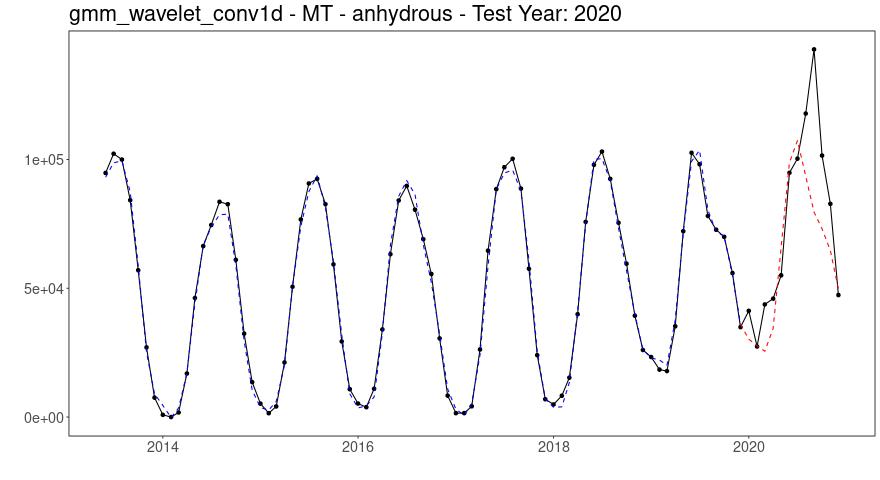 gmm_wavelet_conv1d - MT - anhydrous - Test Year: 2020
1e+05
5e+04
0e+00
2014 2016 2018 2020